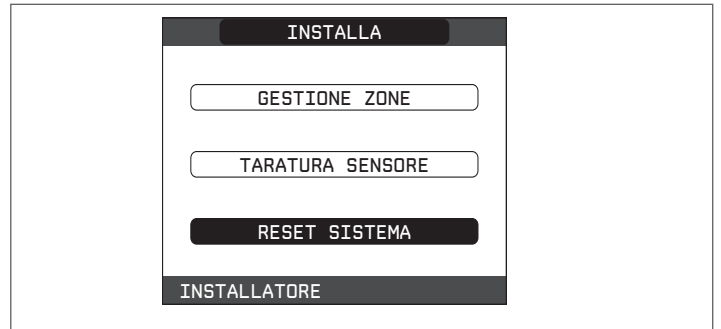 INSTALLA
GESTIONE ZONE
TARATURA SENSORE
RESET SISTEMA
INSTALLATORE